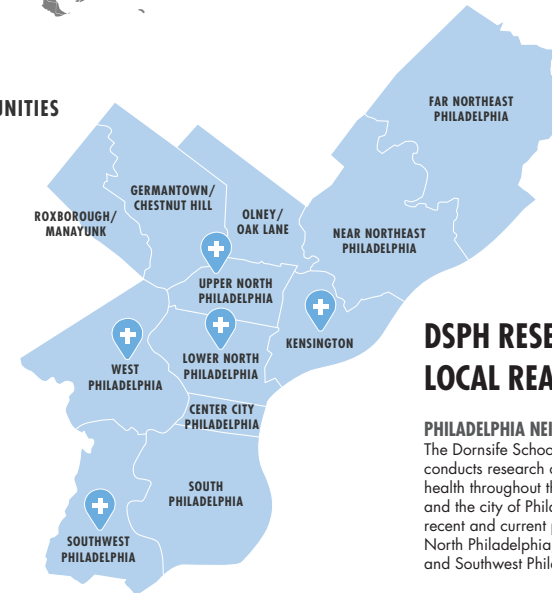 UNITIES
FAR NORTHEAST
PHILADELPHIA
GERMANTOWN/
CHESTNUT HILL
ROXBOROUGH/
MANAYUNK
OLNEY/
OAK LANE
NEAR NORTHEAST
PHILADELPHIA
UPPER NORTH
PHILADELPHIA
KENSINGTON
LOWER NORTH
PHILADELPHIA
WEST
PHILADELPHIA
CENTER CITY
PHILADELPHIA
SOUTH
PHILADELPHIA
SOUTHWEST
PHILADELPHIA
DSPH RESE
LOCAL REA
PHILADELPHIA NEI
The Dornsife Schoo
conducts research
health throughout th
and the city of Phila
recent and current p
North Philadelphia
and Southwest Phil